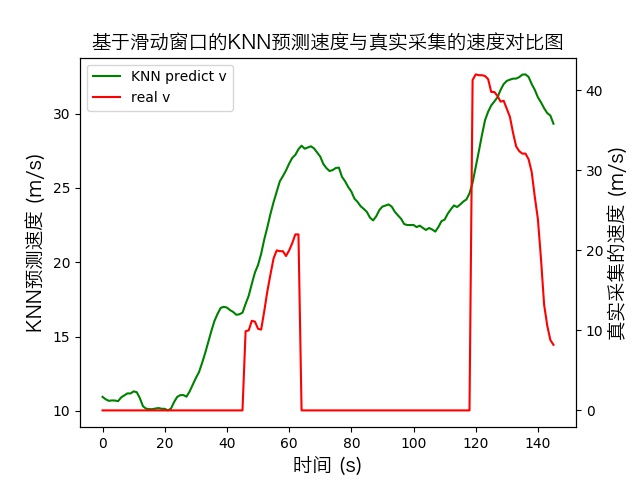 基于滑动窗口的KNN预测速度与真实采集的速度对比图
KNN predict v
real v
KNN预测速度 (m/s)
30
25
20
15
10
40
30
20
10
0
真实采集的速度 (m/s)
0 20 40 60 80 100 120 140
时间 (s)